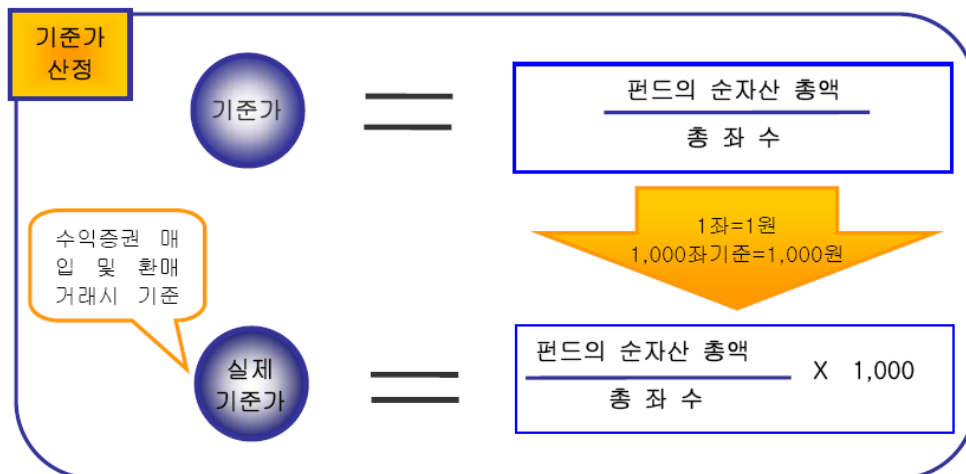 기준가
산정
기준가
펀드의 순자산 총액
총 좌 수
1좌=1원
1,000좌기준=1,000원
수익증권 매
입 및 환매
거래시 기준
실제
기준가
펀드의 순자산 총액
총 좌 수
X 1,000